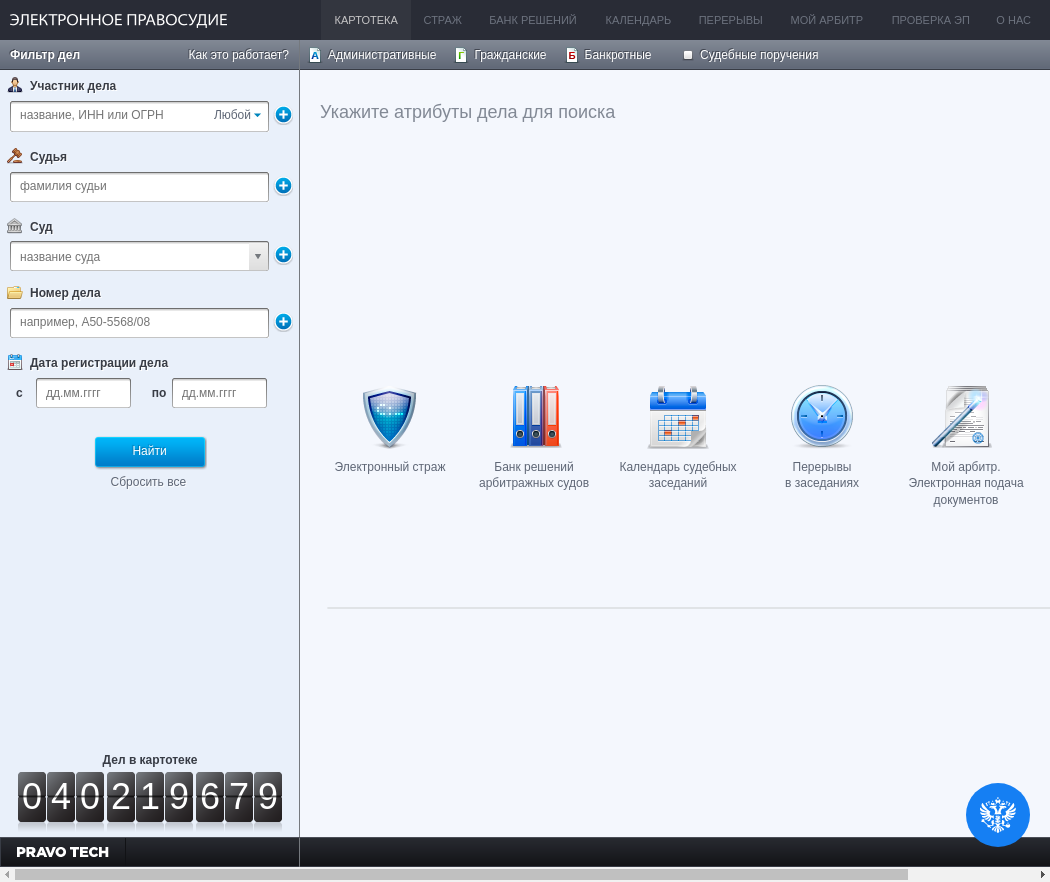 ЭЛЕКТРОННОЕ ПРАВОСУДИЕ
КАРТОТЕКА СТРАЖ БАНК РЕШЕНИЙ КАЛЕНДАРЬ ПЕРЕРЫВЫ МОЙ АРБИТР ПРОВЕРКА ЭП О НАС
Фильтр дел Как это работает?
А Административные Г Гражданские Б Банкротные Судебные поручения
Участник дела
название, ИНН или ОГРН Любой
Судья
фамилия судьи
Суд
название суда
Номер дела
например, А50-5568/08
Дата регистрации дела
с дд.мм.гггг по дд.мм.гггг
Найти
Сбросить все
Укажите атрибуты дела для поиска
Электронный страж
Банк решений
арбитражных судов
Календарь судебных
заседаний
Перерывы
в заседаниях
Мой арбитр.
Электронная подача
документов
Дел в картотеке
040219679
PRAVO TECH